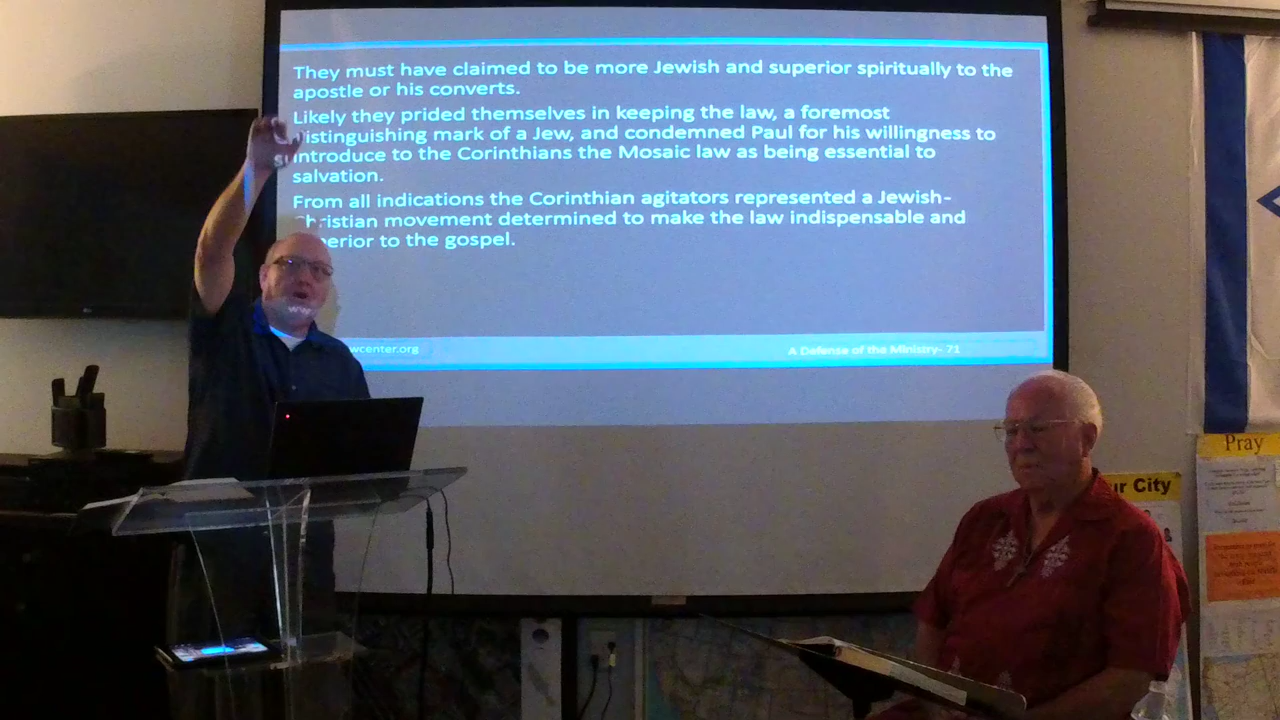 They must have claimed to be more Jewish and superior spiritually to the
apostle or his converts.
Likely they prided themselves in keeping the law, a foremost
istinguishing mark of a Jew, and condemned Paul for his willingness to
introduce to the Corinthians the Mosaic law as being essential to
salvation.
From all indications the Corinthian agitators represented a Jewish-
Christian movement determined to make the law indispensable and
perior to the gospel.
wcenter.org
A Defense of the Ministry- 71
Pray
ur City